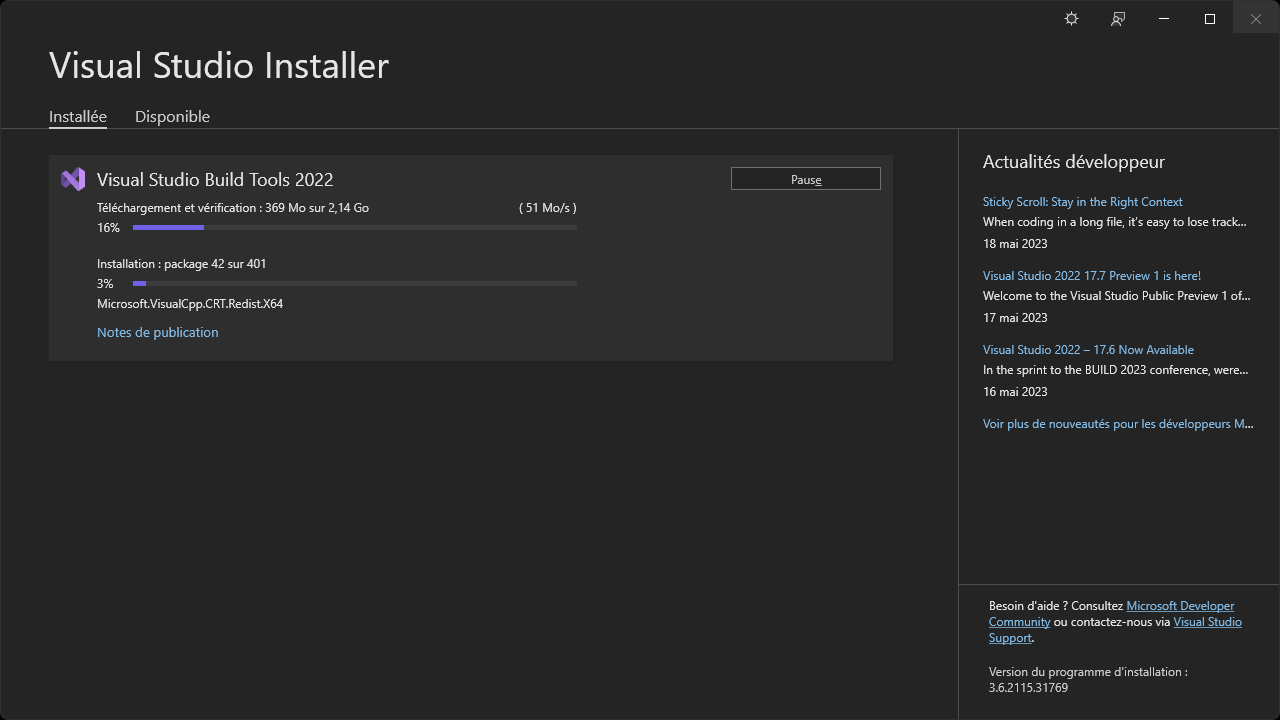 Visual Studio Installer
Installée
Disponible
Visual Studio Build Tools 2022
Pause
Téléchargement et vérification : 369 Mo sur 2,14 Go
( 51 Mo/s )
16%
Installation : package 42 sur 401
3%
Microsoft.VisualCpp.CRT.Redist.X64
Notes de publication
Actualités développeur
Sticky Scroll: Stay in the Right Context
When coding in a long file, it's easy to lose track...
18 mai 2023
Visual Studio 2022 17.7 Preview 1 is here!
Welcome to the Visual Studio Public Preview 1 of...
17 mai 2023
Visual Studio 2022 – 17.6 Now Available
In the sprint to the BUILD 2023 conference, were...
16 mai 2023
Voir plus de nouveautés pour les développeurs M...
Besoin d'aide ? Consultez Microsoft Developer
Community ou contactez-nous via Visual Studio
Support.
Version du programme d'installation :
3.6.2115.31769